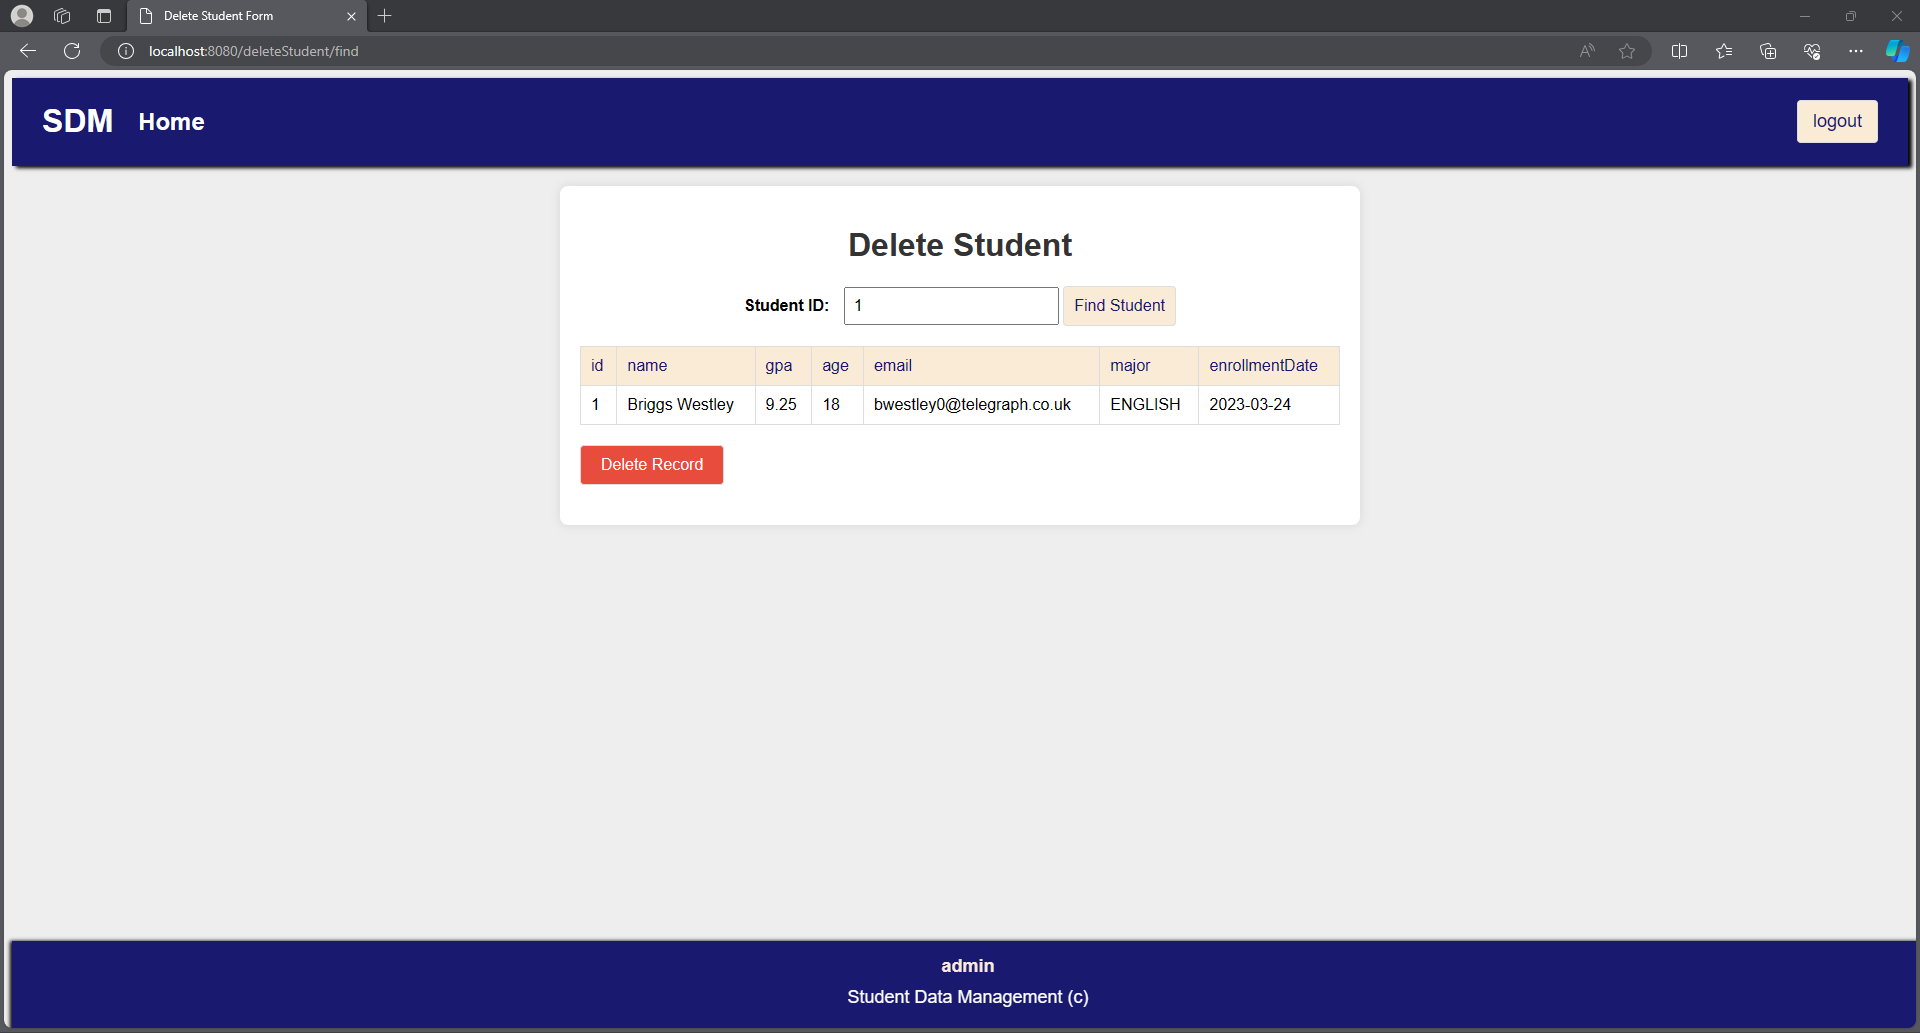 Delete Student Form
localhost:8080/deleteStudent/find
SDM Home logout
Delete Student
Student ID: 1 Find Student
id name gpa age email major enrollmentDate
1 Briggs Westley 9.25 18 bwestley0@telegraph.co.uk ENGLISH 2023-03-24
Delete Record
admin
Student Data Management (c)